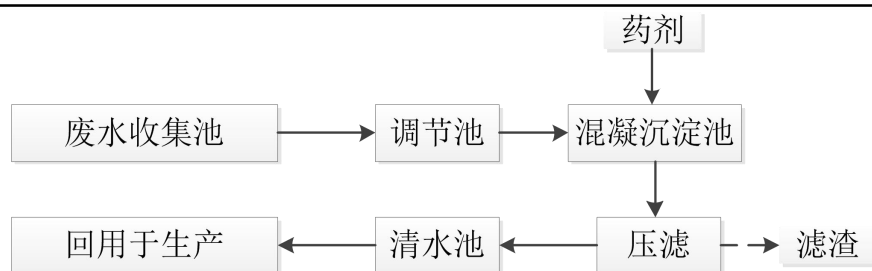 药剂
废水收集池
调节池
混凝沉淀池
回用于生产
清水池
压滤
滤渣